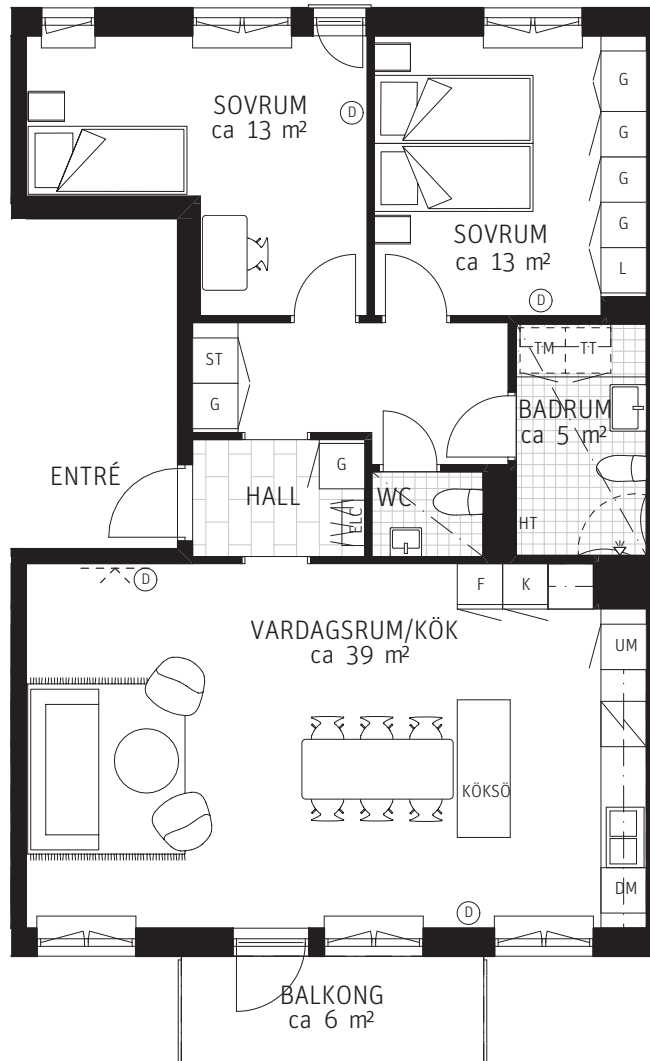 SOVRUM
ca 13 m²
D
G
G
G
G
L
SOVRUM
ca 13 m²
D
ST
G
TM TT
BADRUM
ca 5 m²
HT
ENTRÉ
HALL
G
ELC
WC
D
F K
VARDAGSRUM/KÖK
ca 39 m²
UM
KÖKSÖ
DM
D
BALKONG
ca 6 m²